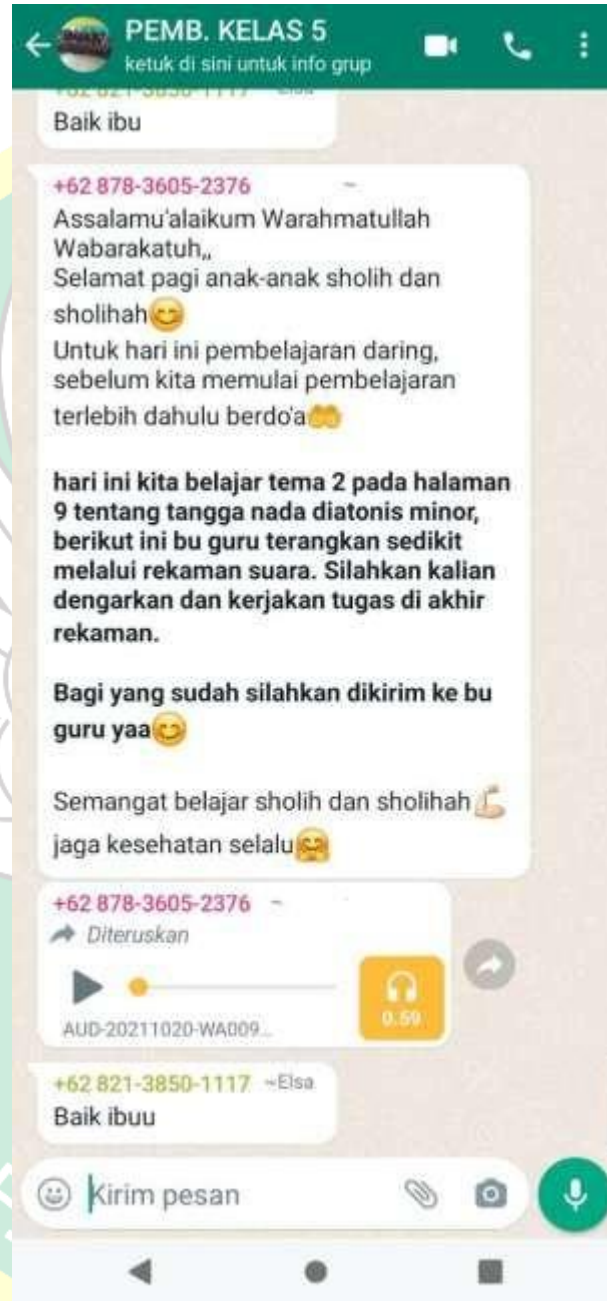 PEMB. KELAS 5
ketuk di sini untuk info grup
Baik ibu
+62 878-3605-2376 ~
Assalamu'alaikum Warahmatullah
Wabarakatuh,,
Selamat pagi anak-anak sholih dan
sholihah😊
Untuk hari ini pembelajaran daring,
sebelum kita memulai pembelajaran
terlebih dahulu berdo'a🤲
hari ini kita belajar tema 2 pada halaman
9 tentang tangga nada diatonis minor,
berikut ini bu guru terangkan sedikit
melalui rekaman suara. Silahkan kalian
dengarkan dan kerjakan tugas di akhir
rekaman.
Bagi yang sudah silahkan dikirim ke bu
guru yaa😊
Semangat belajar sholih dan sholihah💪🏻
jaga kesehatan selalu🤗
+62 878-3605-2376 ~
Diteruskan
0.59
AUD-20211020-WA009...
+62 821-3850-1117 ~Elsa
Baik ibuu
Kirim pesan